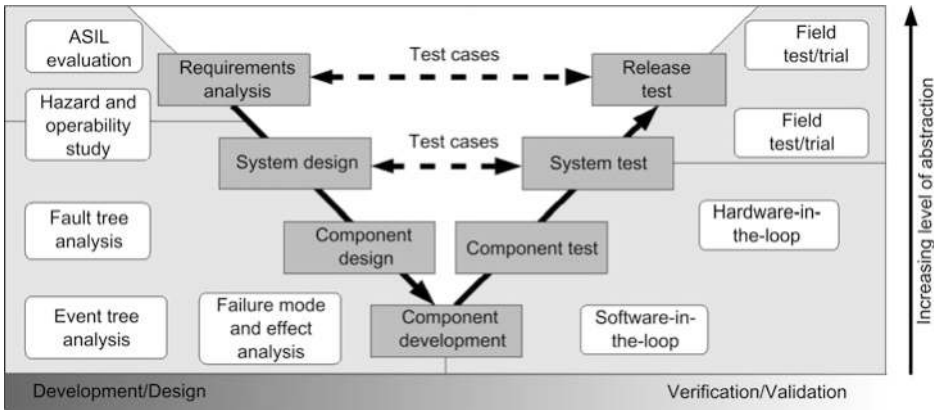 ASIL
evaluation
Hazard and
operability
study
Fault tree
analysis
Event tree
analysis
Failure mode
and effect
analysis
Requirements
analysis
System design
Component
design
Component
development
Test cases
Test cases
Release
test
System test
Component test
Field
test/trial
Field
test/trial
Hardware-in-
the-loop
Software-in-
the-loop
Increasing level of abstraction
Development/Design
Verification/Validation